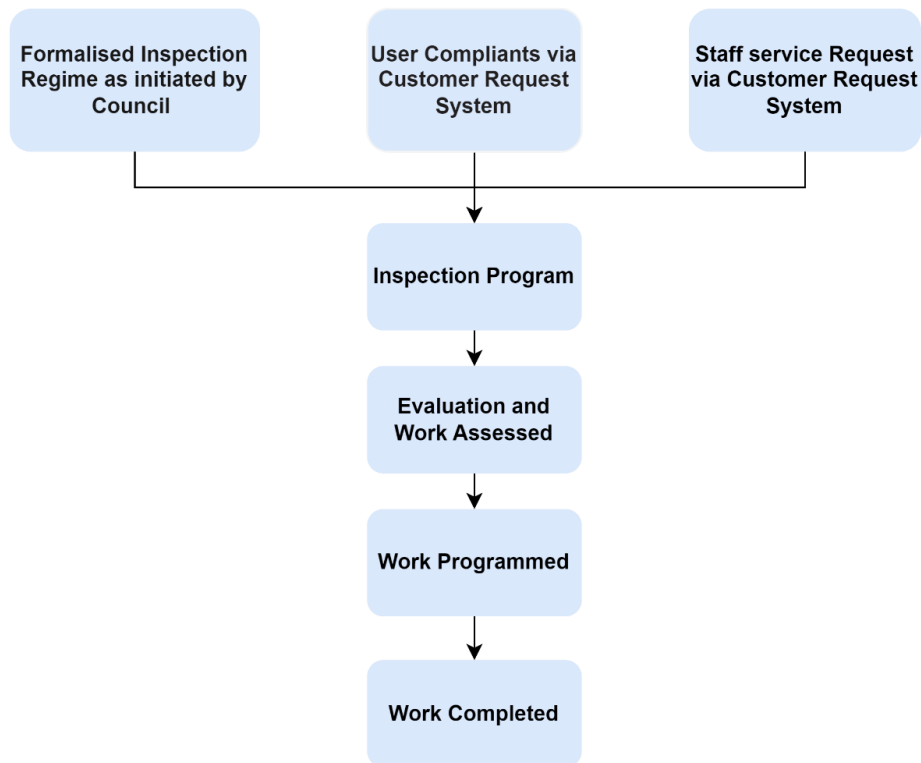 Formalised Inspection
Regime as initiated by
Council
User Compliants via
Customer Request
System
Staff service Request
via Customer Request
System
Inspection Program
Evaluation and
Work Assessed
Work Programmed
Work Completed